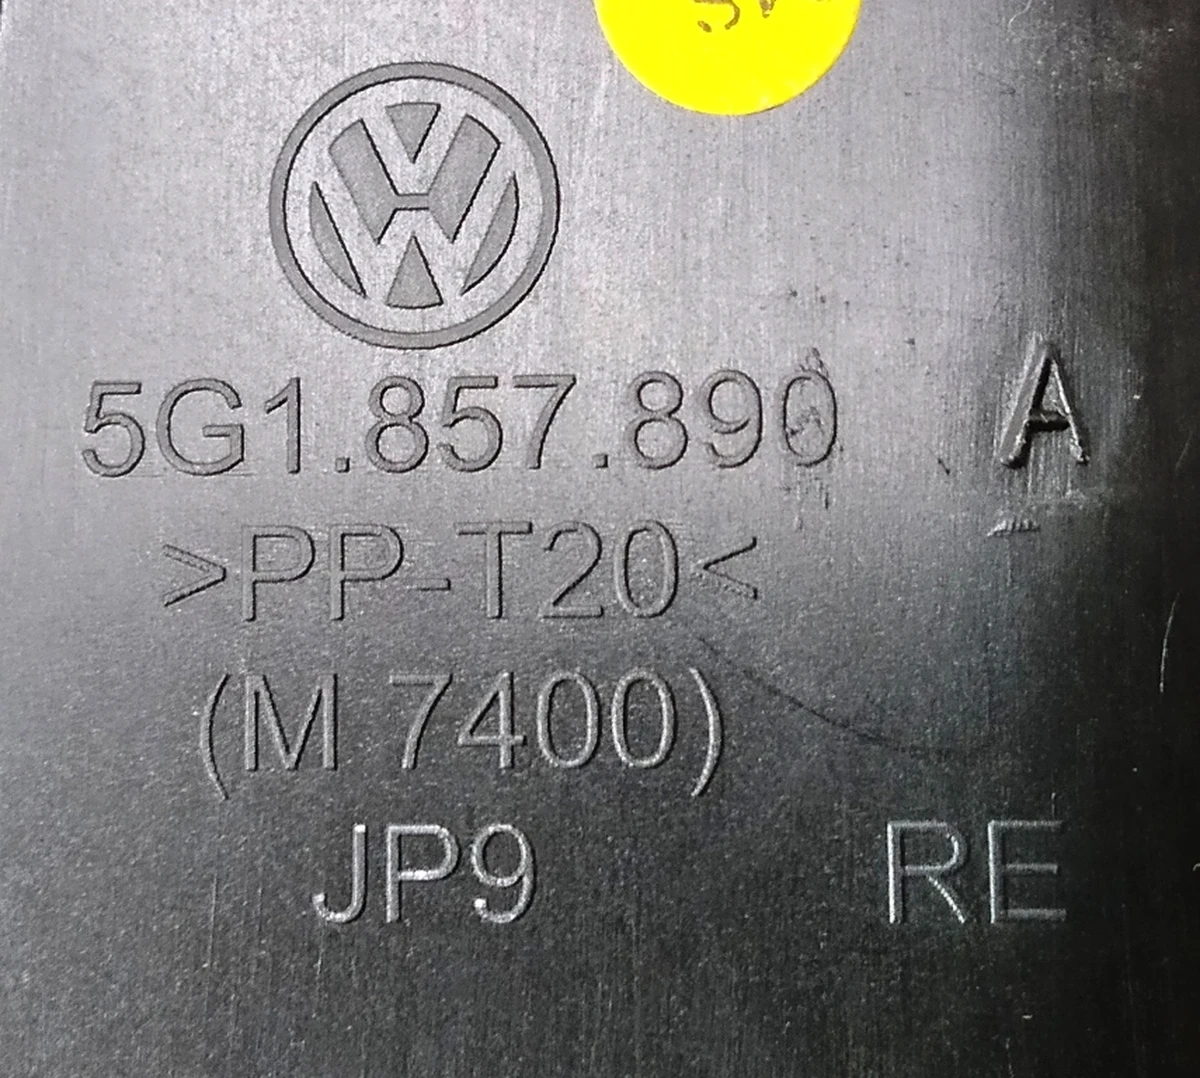 5G1.857.890 A
>PP-T20<
(M 7400)
JP9 RE